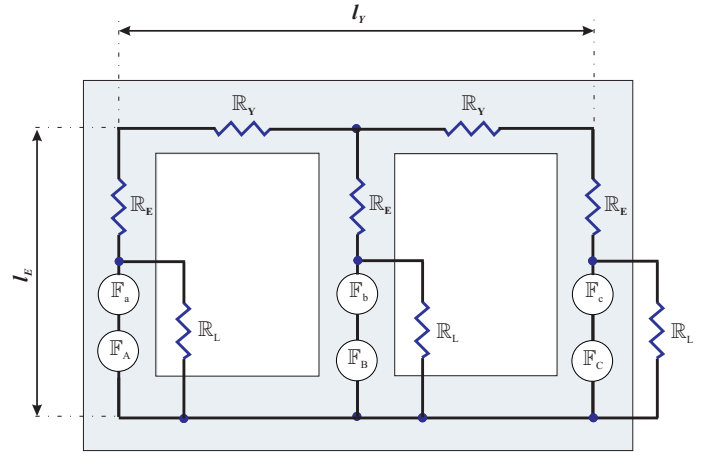 l_Y
ℝ_Y ℝ_Y
ℝ_E ℝ_E ℝ_E
l_E
𝔽_a 𝔽_b 𝔽_c
ℝ_L ℝ_L ℝ_L
𝔽_A 𝔽_B 𝔽_C